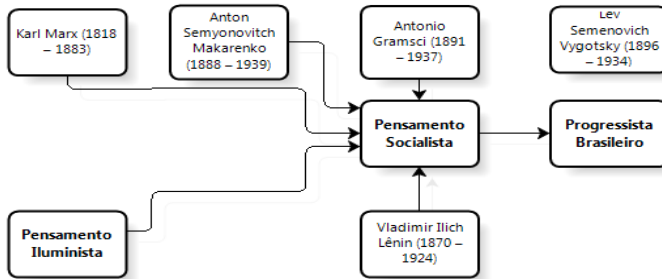 Karl Marx (1818
– 1883)
Anton
Semyonovitch
Makarenko
(1888 – 1939)
Antonio
Gramsci (1891
– 1937)
Lev
Semenovich
Vygotsky (1896
– 1934)
Pensamento
Socialista
Progressista
Brasileiro
Pensamento
Iluminista
Vladimir Ilich
Lênin (1870 –
1924)